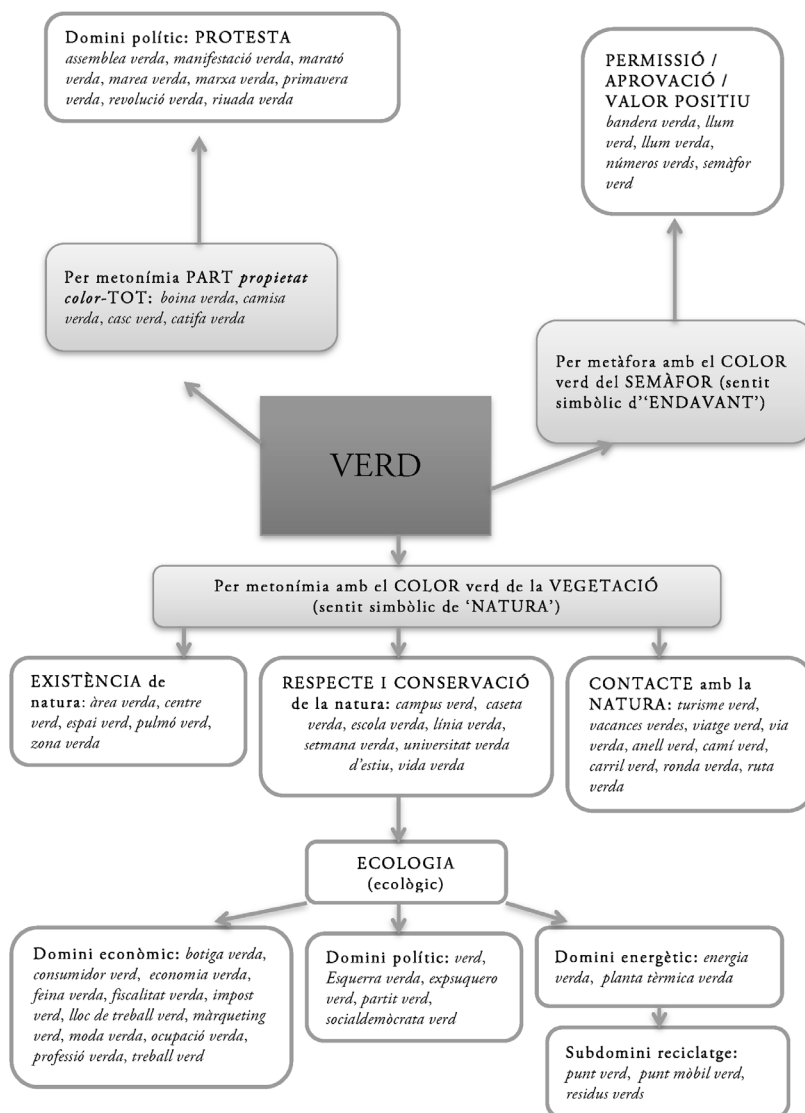 Domini polític: PROTESTA
assemblea verda, manifestació verda, marató
verda, marea verda, marxa verda, primavera
verda, revolució verda, riuada verda
PERMISSIÓ /
APROVACIÓ /
VALOR POSITIU
bandera verda, llum
verd, llum verda,
números verds, semàfor
verd
Per metonímia PART propietat
color-TOT: boina verda, camisa
verda, casc verd, catifa verda
Per metàfora amb el COLOR
verd del SEMÀFOR (sentit
simbòlic d'‘ENDAVANT’)
VERD
Per metonímia amb el COLOR verd de la VEGETACIÓ
(sentit simbòlic de ‘NATURA’)
EXISTÈNCIA de
natura: àrea verda, centre
verd, espai verd, pulmó verd,
zona verda
RESPECTE I CONSERVACIÓ
de la natura: campus verd, caseta
verda, escola verda, línia verda,
setmana verda, universitat verda
d'estiu, vida verda
CONTACTE amb la
NATURA: turisme verd,
vacances verdes, viatge verd, via
verda, anell verd, camí verd,
carril verd, ronda verda, ruta
verda
ECOLOGIA
(ecològic)
Domini econòmic: botiga verda,
consumidor verd, economia verda,
feina verda, fiscalitat verda, impost
verd, lloc de treball verd, màrqueting
verd, moda verda, ocupació verda,
professió verda, treball verd
Domini polític: verd,
Esquerra verda, expsuquero
verd, partit verd,
socialdemòcrata verd
Domini energètic: energia
verda, planta tèrmica verda
Subdomini reciclatge:
punt verd, punt mòbil verd,
residus verds